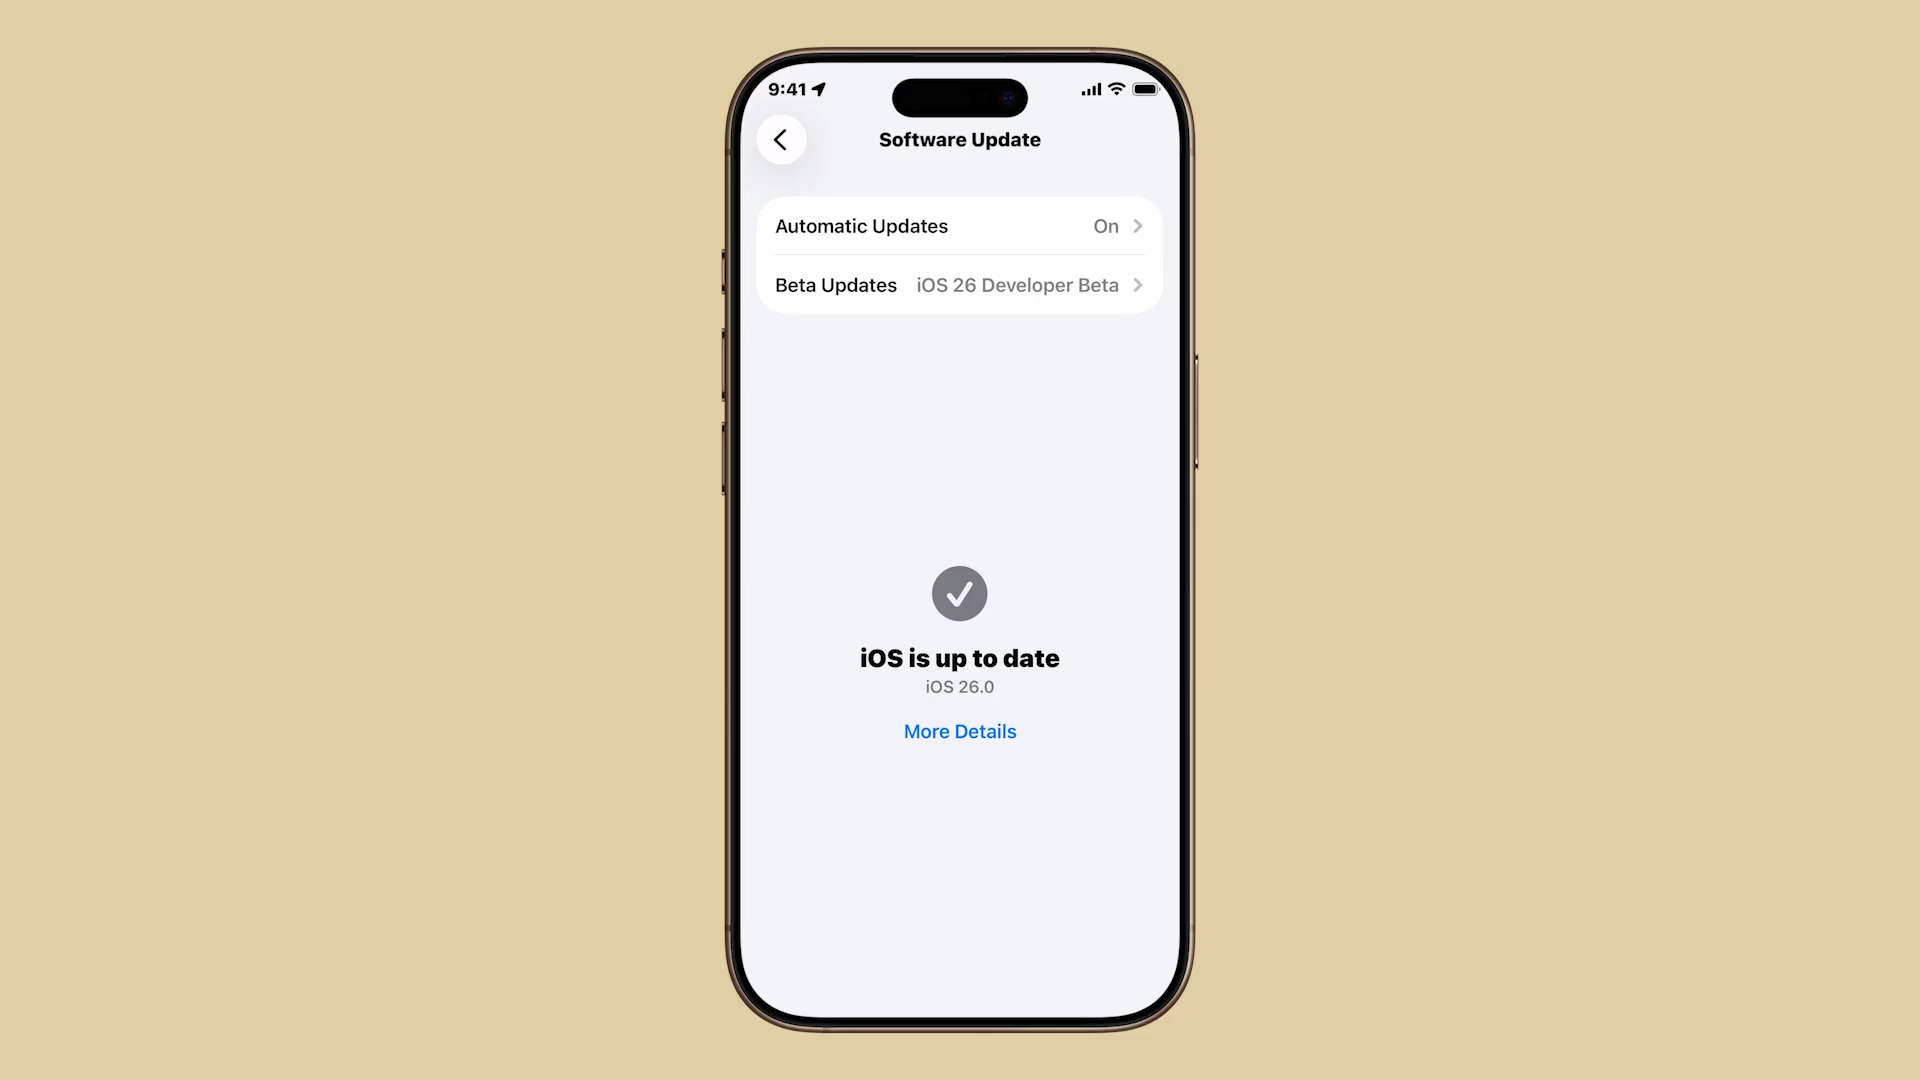 9:41
Software Update
Automatic Updates On
Beta Updates iOS 26 Developer Beta
iOS is up to date
iOS 26.0
More Details